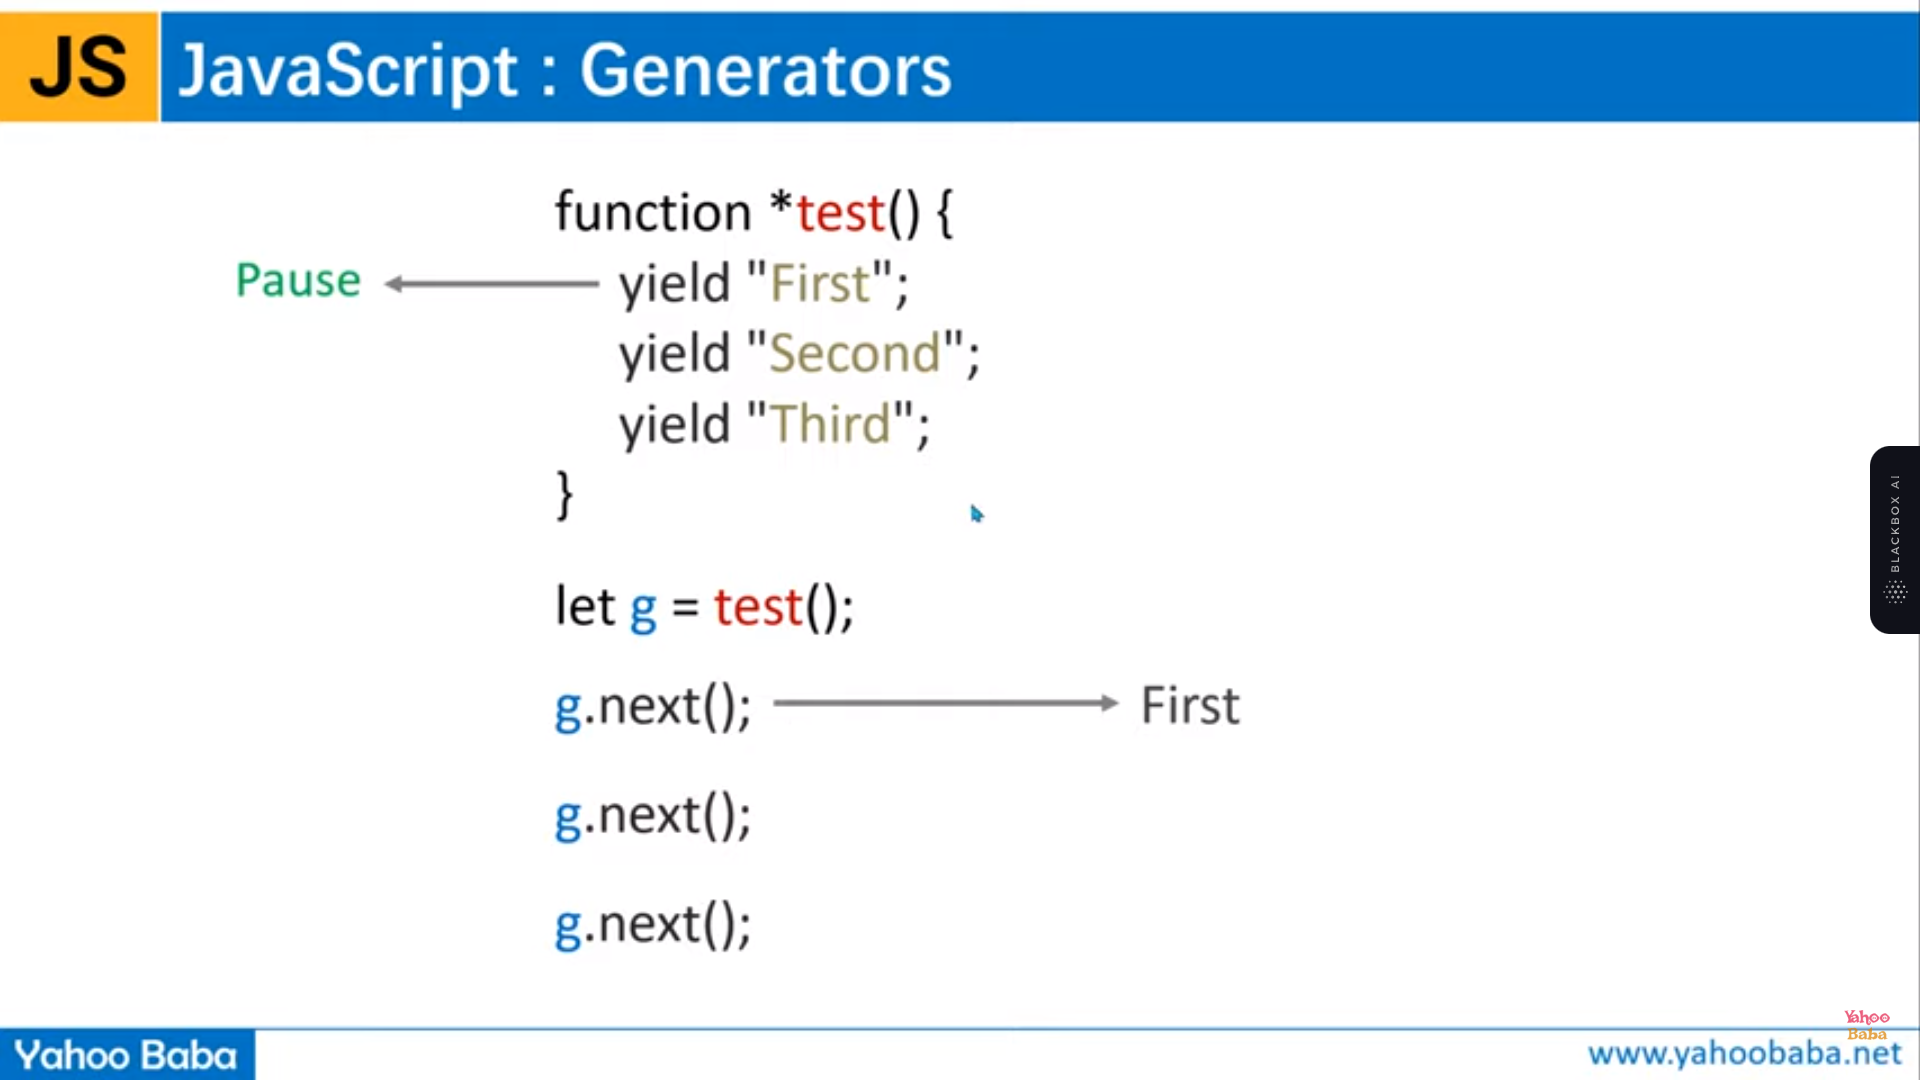 JS JavaScript : Generators
function *test() {
Pause yield "First";
yield "Second";
yield "Third";
}
let g = test();
g.next(); First
g.next();
g.next();
BLACKBOX AI
Yahoo
Baba
Yahoo Baba www.yahoobaba.net